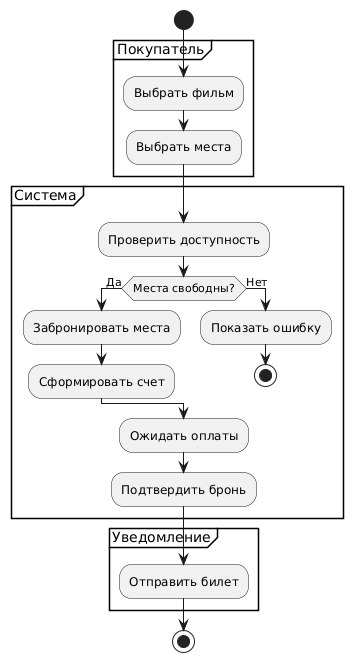 Покупатель
Выбрать фильм
Выбрать места
Система
Проверить доступность
Места свободны?
Да
Нет
Забронировать места
Показать ошибку
Сформировать счет
Ожидать оплаты
Подтвердить бронь
Уведомление
Отправить билет